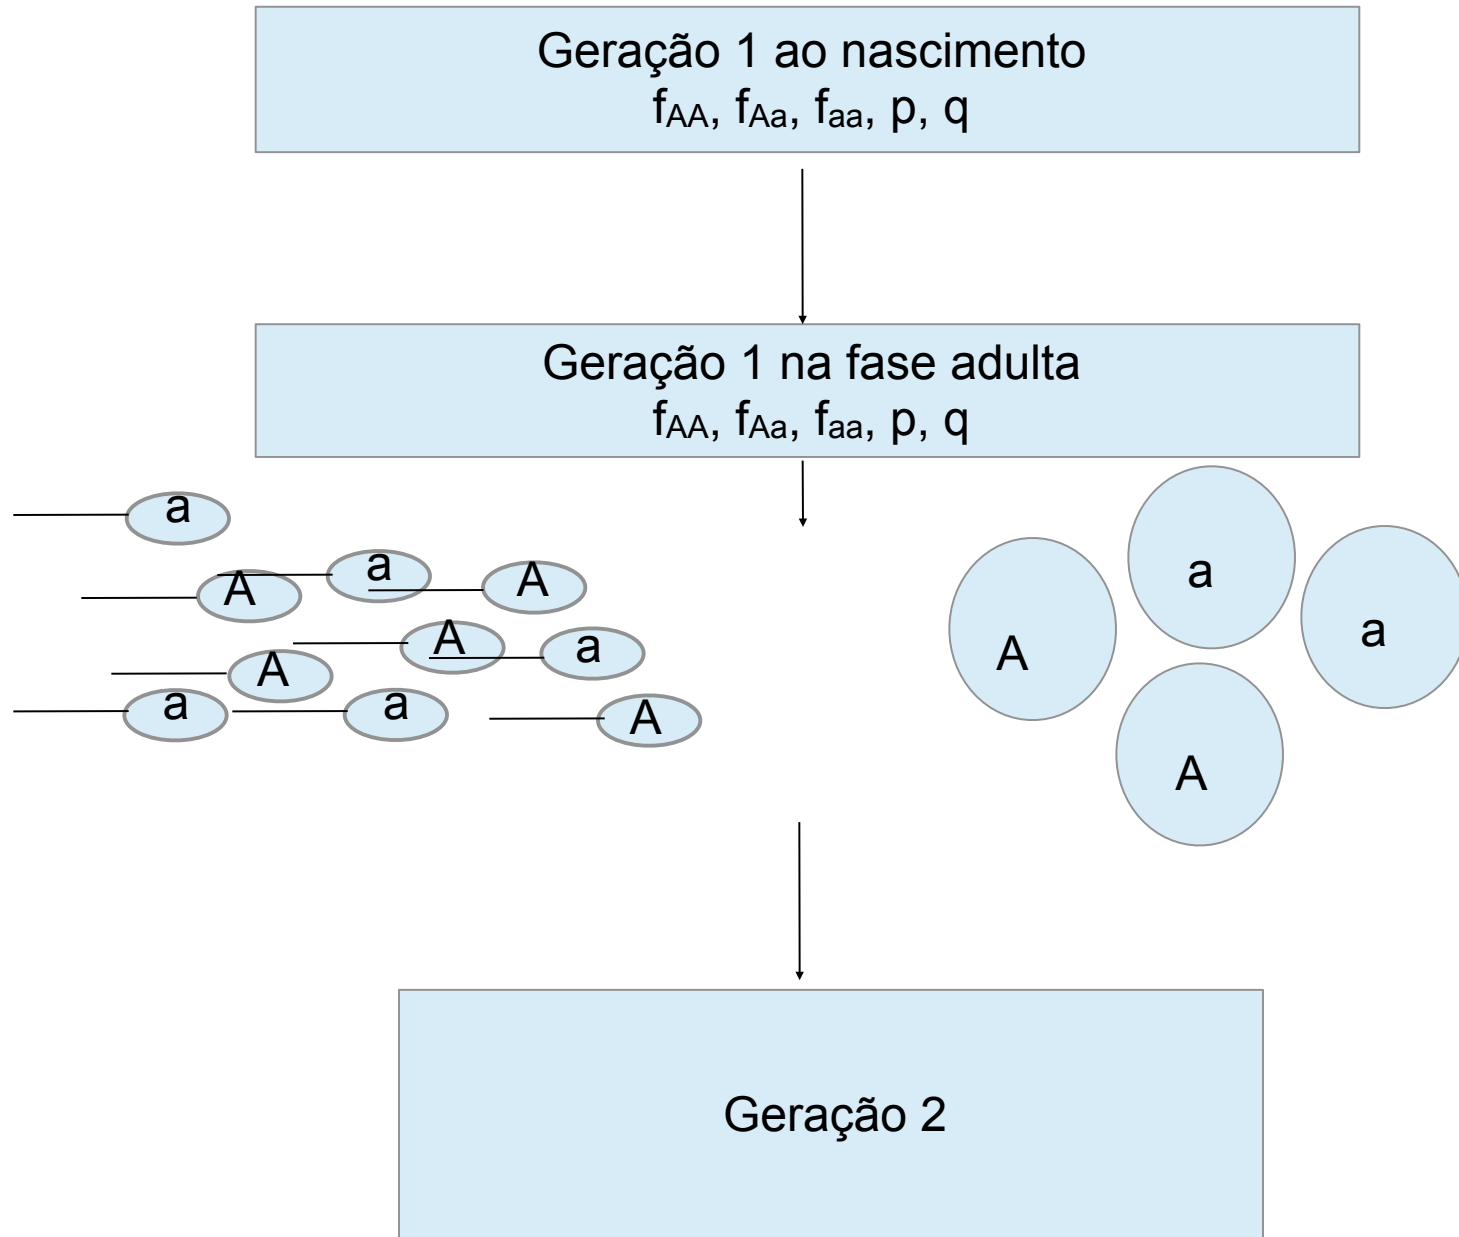 Geração 1 ao nascimento
fAA, fAa, faa, p, q
Geração 1 na fase adulta
fAA, fAa, faa, p, q
a
A
a
A
A
a
A
a
a
A
a
A
a
A
Geração 2